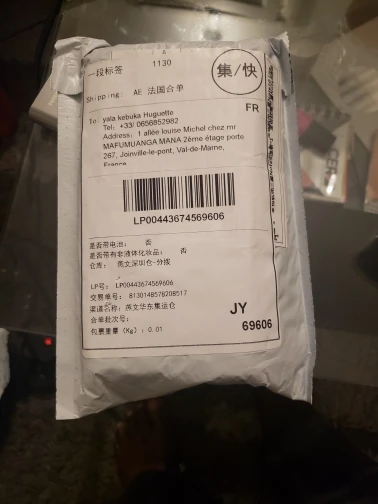 一段标签
1130
集/快
Shipping: AE 法国合单
FR
To: yala kebuka Huguette
Tel: +33/ 0656852982
Address: 1 allée louise Michel chez mr
MAFUMUANGA MANA 2ème étage porte
267, Joinville-le-pont, Val-de-Marne,
France
LP00443674569606
是否带电池: 否
是否带有非液体化妆品: 否
仓库: 燕文深圳仓-分拨
LP号: LP00443674569606
交易单号: 8130148578208517
渠道名称: 燕文华东集运仓
合单批次号:
包裹重量(Kg): 0.01
JY
69606